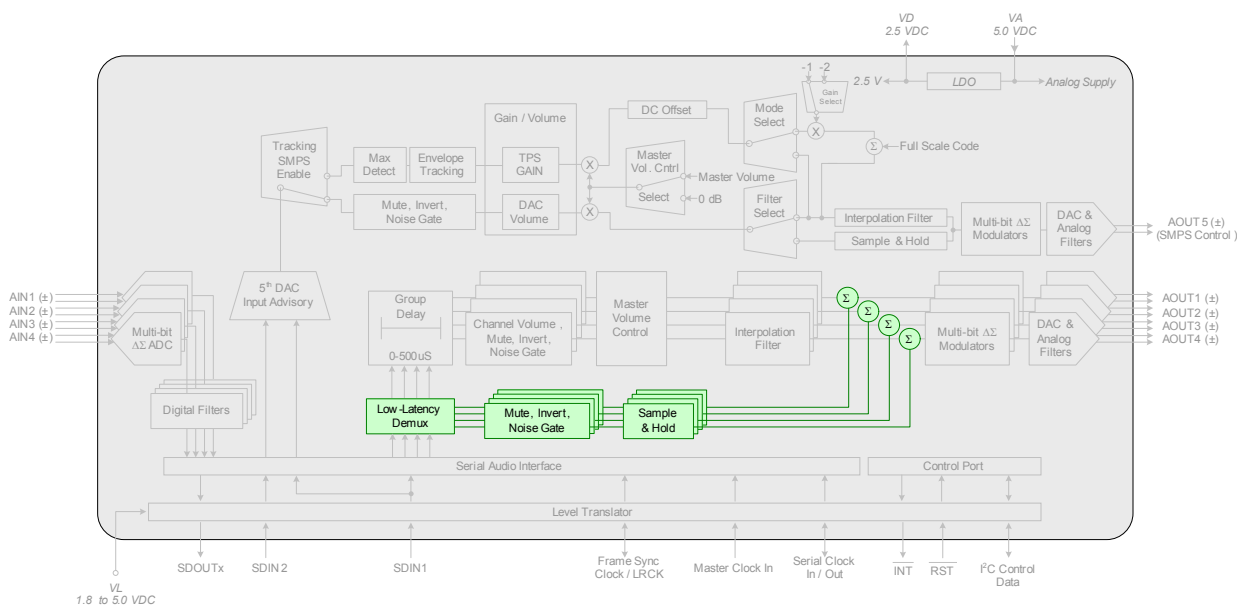 VD
2.5 VDC
VA
5.0 VDC
-1 -2
Gain
Select
2.5 V
LDO
Analog Supply
Gain / Volume
DC Offset
Mode
Select
X
Σ
Full Scale Code
Tracking
SMPS
Enable
Max
Detect
Envelope
Tracking
TPS
GAIN
X
Master
Vol. Cntrl
Select
Master Volume
0 dB
Mute, Invert,
Noise Gate
DAC
Volume
X
Filter
Select
Interpolation Filter
Sample & Hold
Multi-bit ΔΣ
Modulators
DAC &
Analog
Filters
AOUT5 (±)
(SMPS Control)
AIN1 (±)
AIN2 (±)
AIN3 (±)
AIN4 (±)
Multi-bit
ΔΣ ADC
5th DAC
Input Advisory
Group
Delay
0-500uS
Channel Volume,
Mute, Invert,
Noise Gate
Master
Volume
Control
Interpolation
Filter
Σ
Σ
Σ
Σ
Multi-bit ΔΣ
Modulators
DAC &
Analog
Filters
AOUT1 (±)
AOUT2 (±)
AOUT3 (±)
AOUT4 (±)
Digital Filters
Low-Latency
Demux
Mute, Invert,
Noise Gate
Sample
& Hold
Serial Audio Interface
Control Port
Level Translator
VL
1.8 to 5.0 VDC
SDOUTx
SDIN2
SDIN1
Frame Sync
Clock / LRCK
Master Clock In
Serial Clock
In / Out
INT
RST
I²C Control
Data